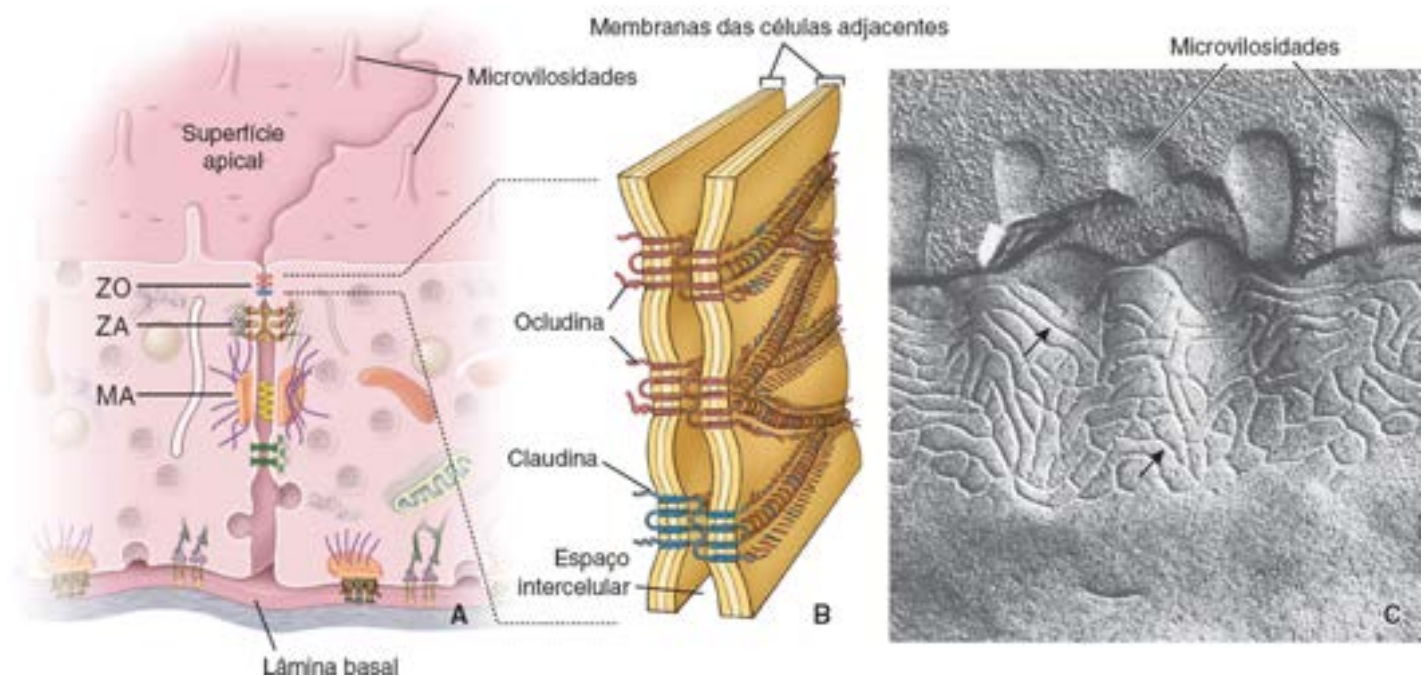 Microvilosidades
Superfície
apical
ZO
ZA
MA
Lâmina basal
A
Membranas das células adjacentes
Ocludina
Claudina
Espaço
intercelular
B
Microvilosidades
C